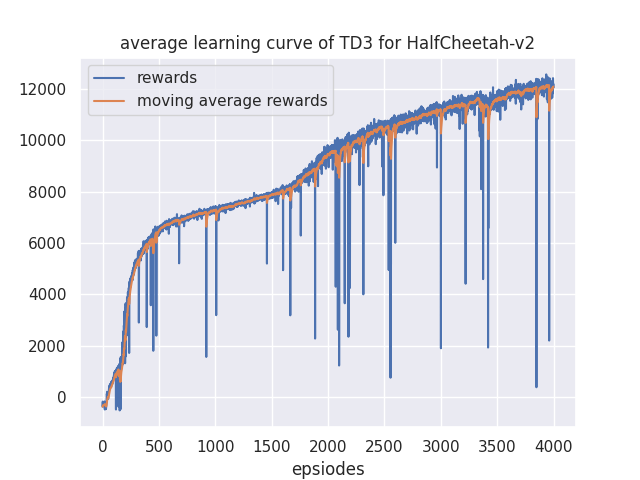 average learning curve of TD3 for HalfCheetah-v2
rewards
moving average rewards
12000
10000
8000
6000
4000
2000
0
0 500 1000 1500 2000 2500 3000 3500 4000
epsiodes